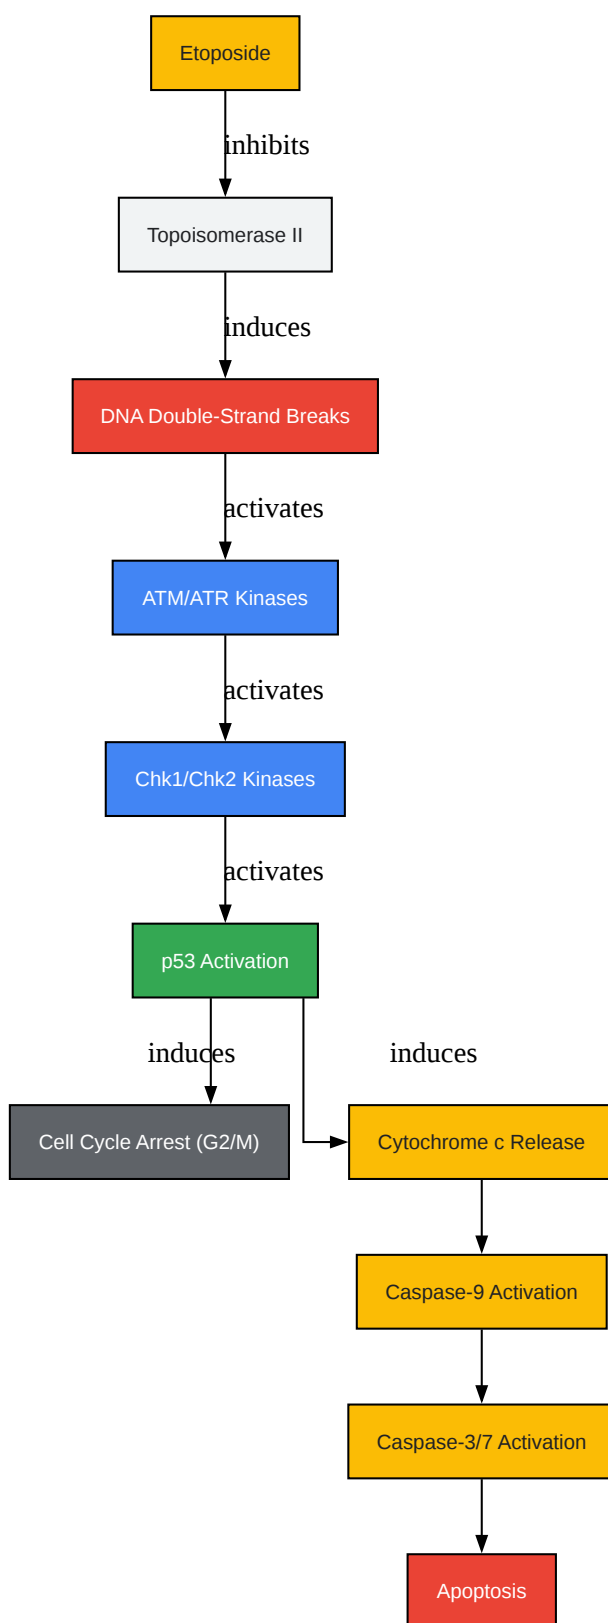 Etoposide
inhibits
Topoisomerase II
induces
DNA Double-Strand Breaks
activates
ATM/ATR Kinases
activates
Chk1/Chk2 Kinases
activates
p53 Activation
induces
induces
Cell Cycle Arrest (G2/M)
Cytochrome c Release
Caspase-9 Activation
Caspase-3/7 Activation
Apoptosis